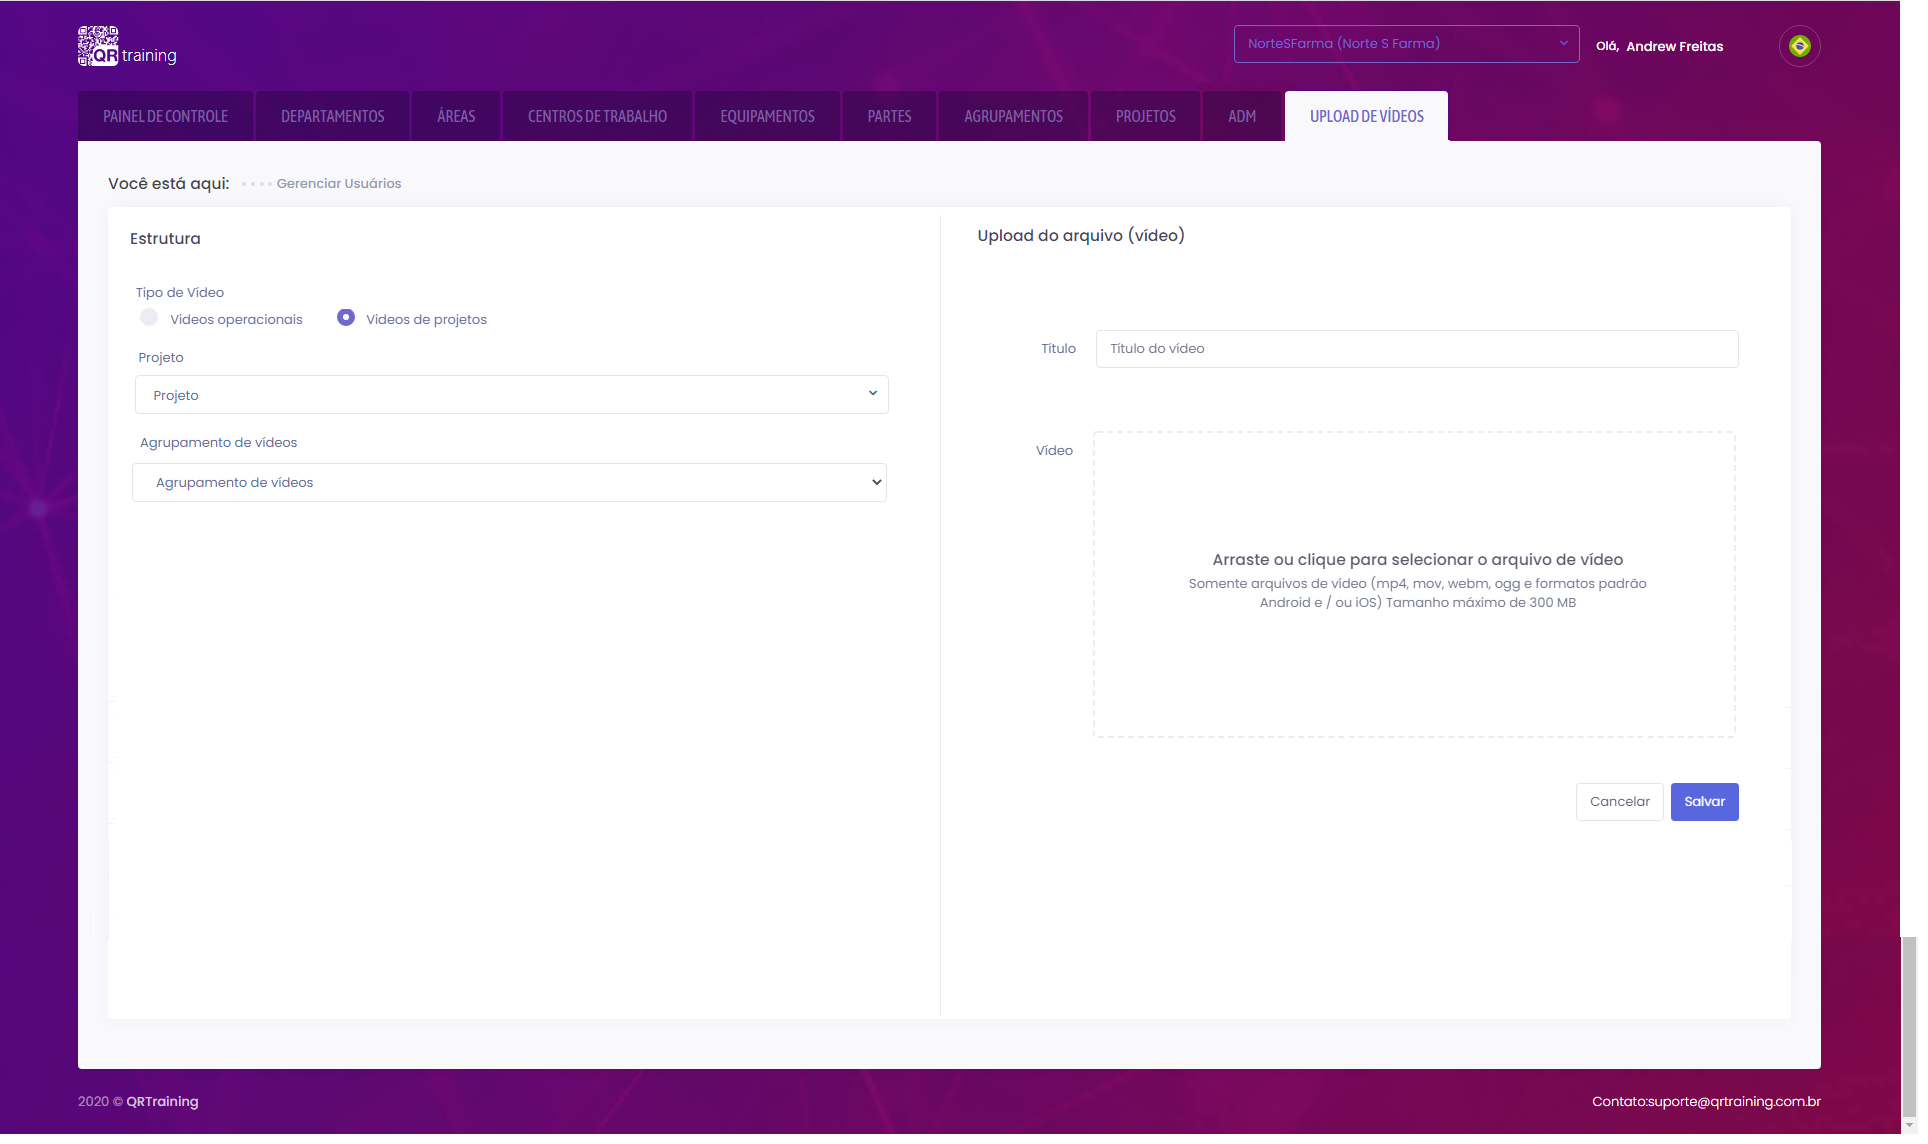 QR training
NorteSFarma (Norte S Farma)
Olá, Andrew Freitas
PAINEL DE CONTROLE
DEPARTAMENTOS
ÁREAS
CENTROS DE TRABALHO
EQUIPAMENTOS
PARTES
AGRUPAMENTOS
PROJETOS
ADM
UPLOAD DE VÍDEOS
Você está aqui:
Gerenciar Usuários
Estrutura
Tipo de Vídeo
Videos operacionais
Videos de projetos
Projeto
Projeto
Agrupamento de vídeos
Agrupamento de vídeos
Upload do arquivo (vídeo)
Título
Título do vídeo
Vídeo
Arraste ou clique para selecionar o arquivo de vídeo
Somente arquivos de vídeo (mp4, mov, webm, ogg e formatos padrão
Android e / ou iOS) Tamanho máximo de 300 MB
Cancelar
Salvar
2020 © QRTraining
Contato:suporte@qrtraining.com.br